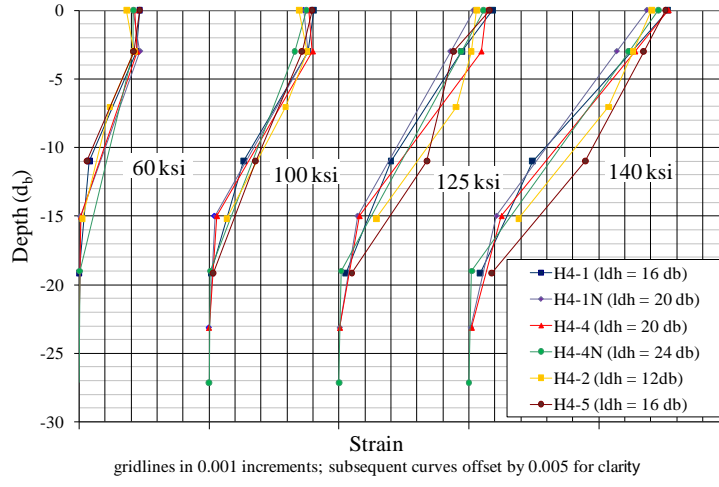 0
-5
-10
-15
-20
-25
-30
Depth (d_b)
60 ksi
100 ksi
125 ksi
140 ksi
H4-1 (ldh = 16 db)
H4-1N (ldh = 20 db)
H4-4 (ldh = 20 db)
H4-4N (ldh = 24 db)
H4-2 (ldh = 12db)
H4-5 (ldh = 16 db)
Strain
gridlines in 0.001 increments; subsequent curves offset by 0.005 for clarity